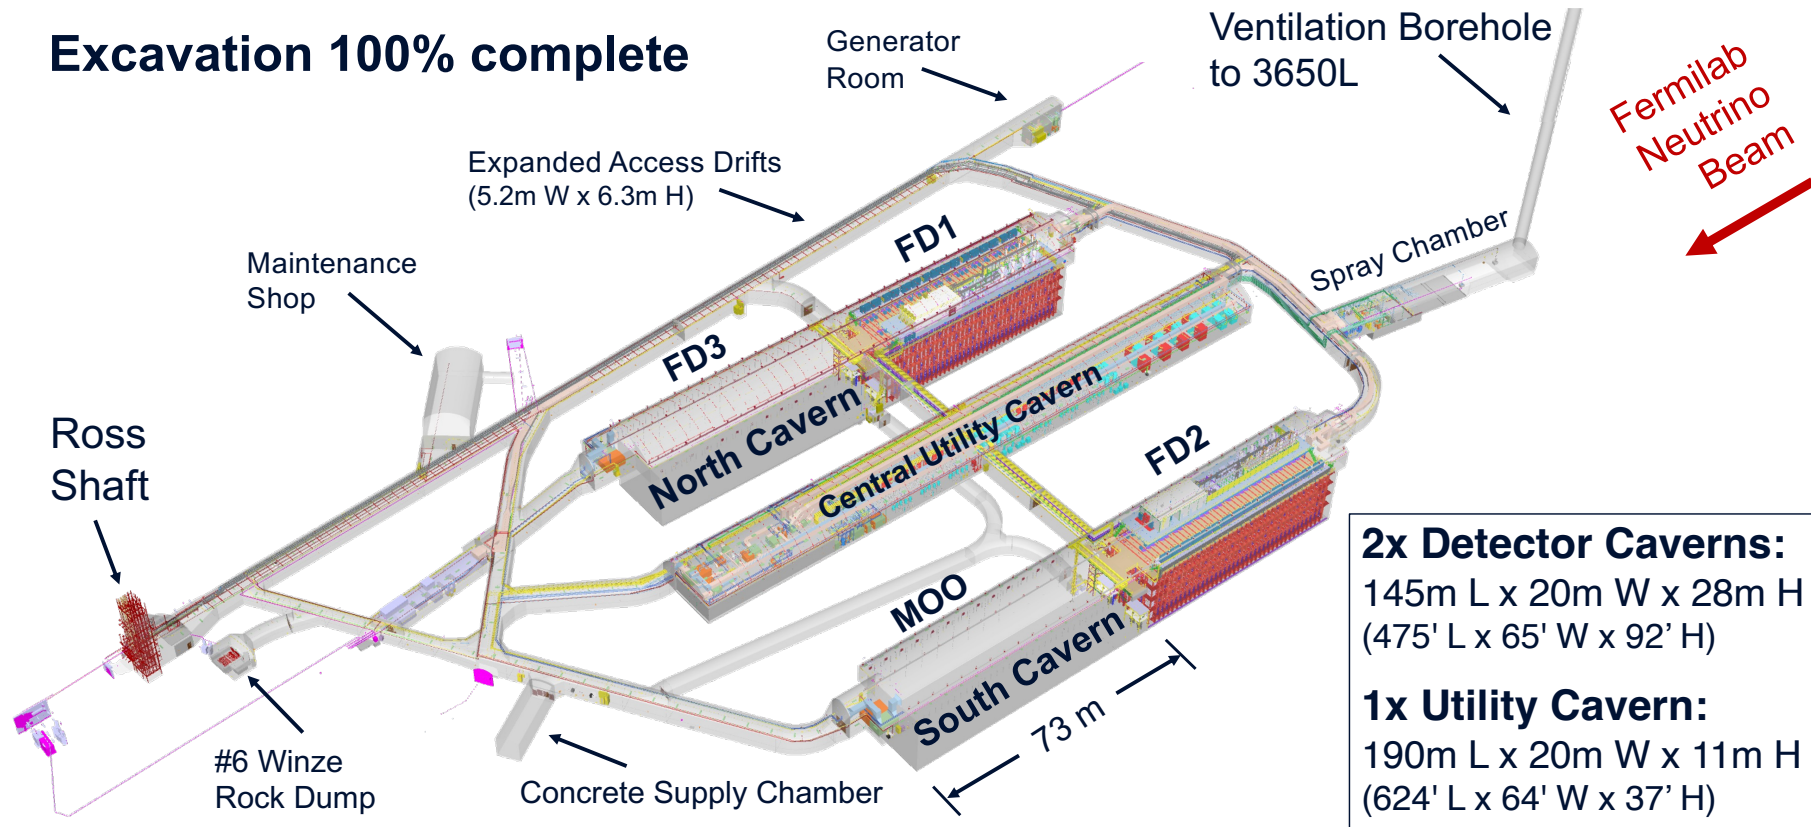 Excavation 100% complete
Generator
Room
Ventilation Borehole
to 3650L
Fermilab
Neutrino
Beam
Expanded Access Drifts
(5.2m W x 6.3m H)
Maintenance
Shop
FD1
Spray Chamber
FD3
North Cavern
Central Utility Cavern
FD2
Ross
Shaft
MOO
South Cavern
73 m
#6 Winze
Rock Dump
Concrete Supply Chamber
2x Detector Caverns:
145m L x 20m W x 28m H
(475' L x 65' W x 92’ H)
1x Utility Cavern:
190m L x 20m W x 11m H
(624' L x 64' W x 37’ H)